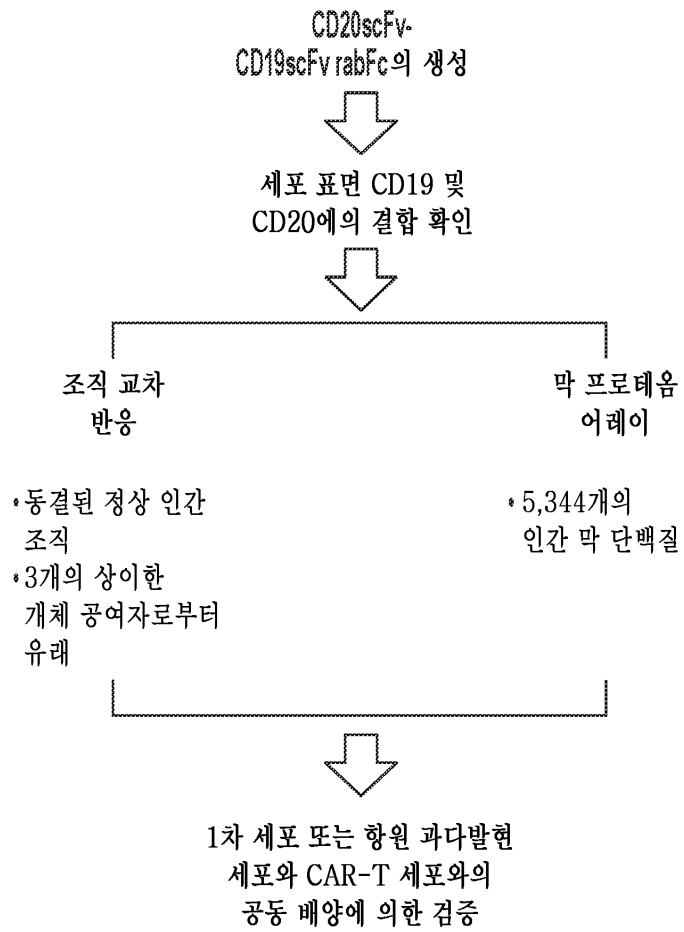 CD20scFv-
CD19scFv rabFc의 생성
세포 표면 CD19 및
CD20에의 결합 확인
조직 교차
반응
•동결된 정상 인간
조직
•3개의 상이한
개체 공여자로부터
유래
막 프로테옴
어레이
•5,344개의
인간 막 단백질
1차 세포 또는 항원 과다발현
세포와 CAR-T 세포와의
공동 배양에 의한 검증